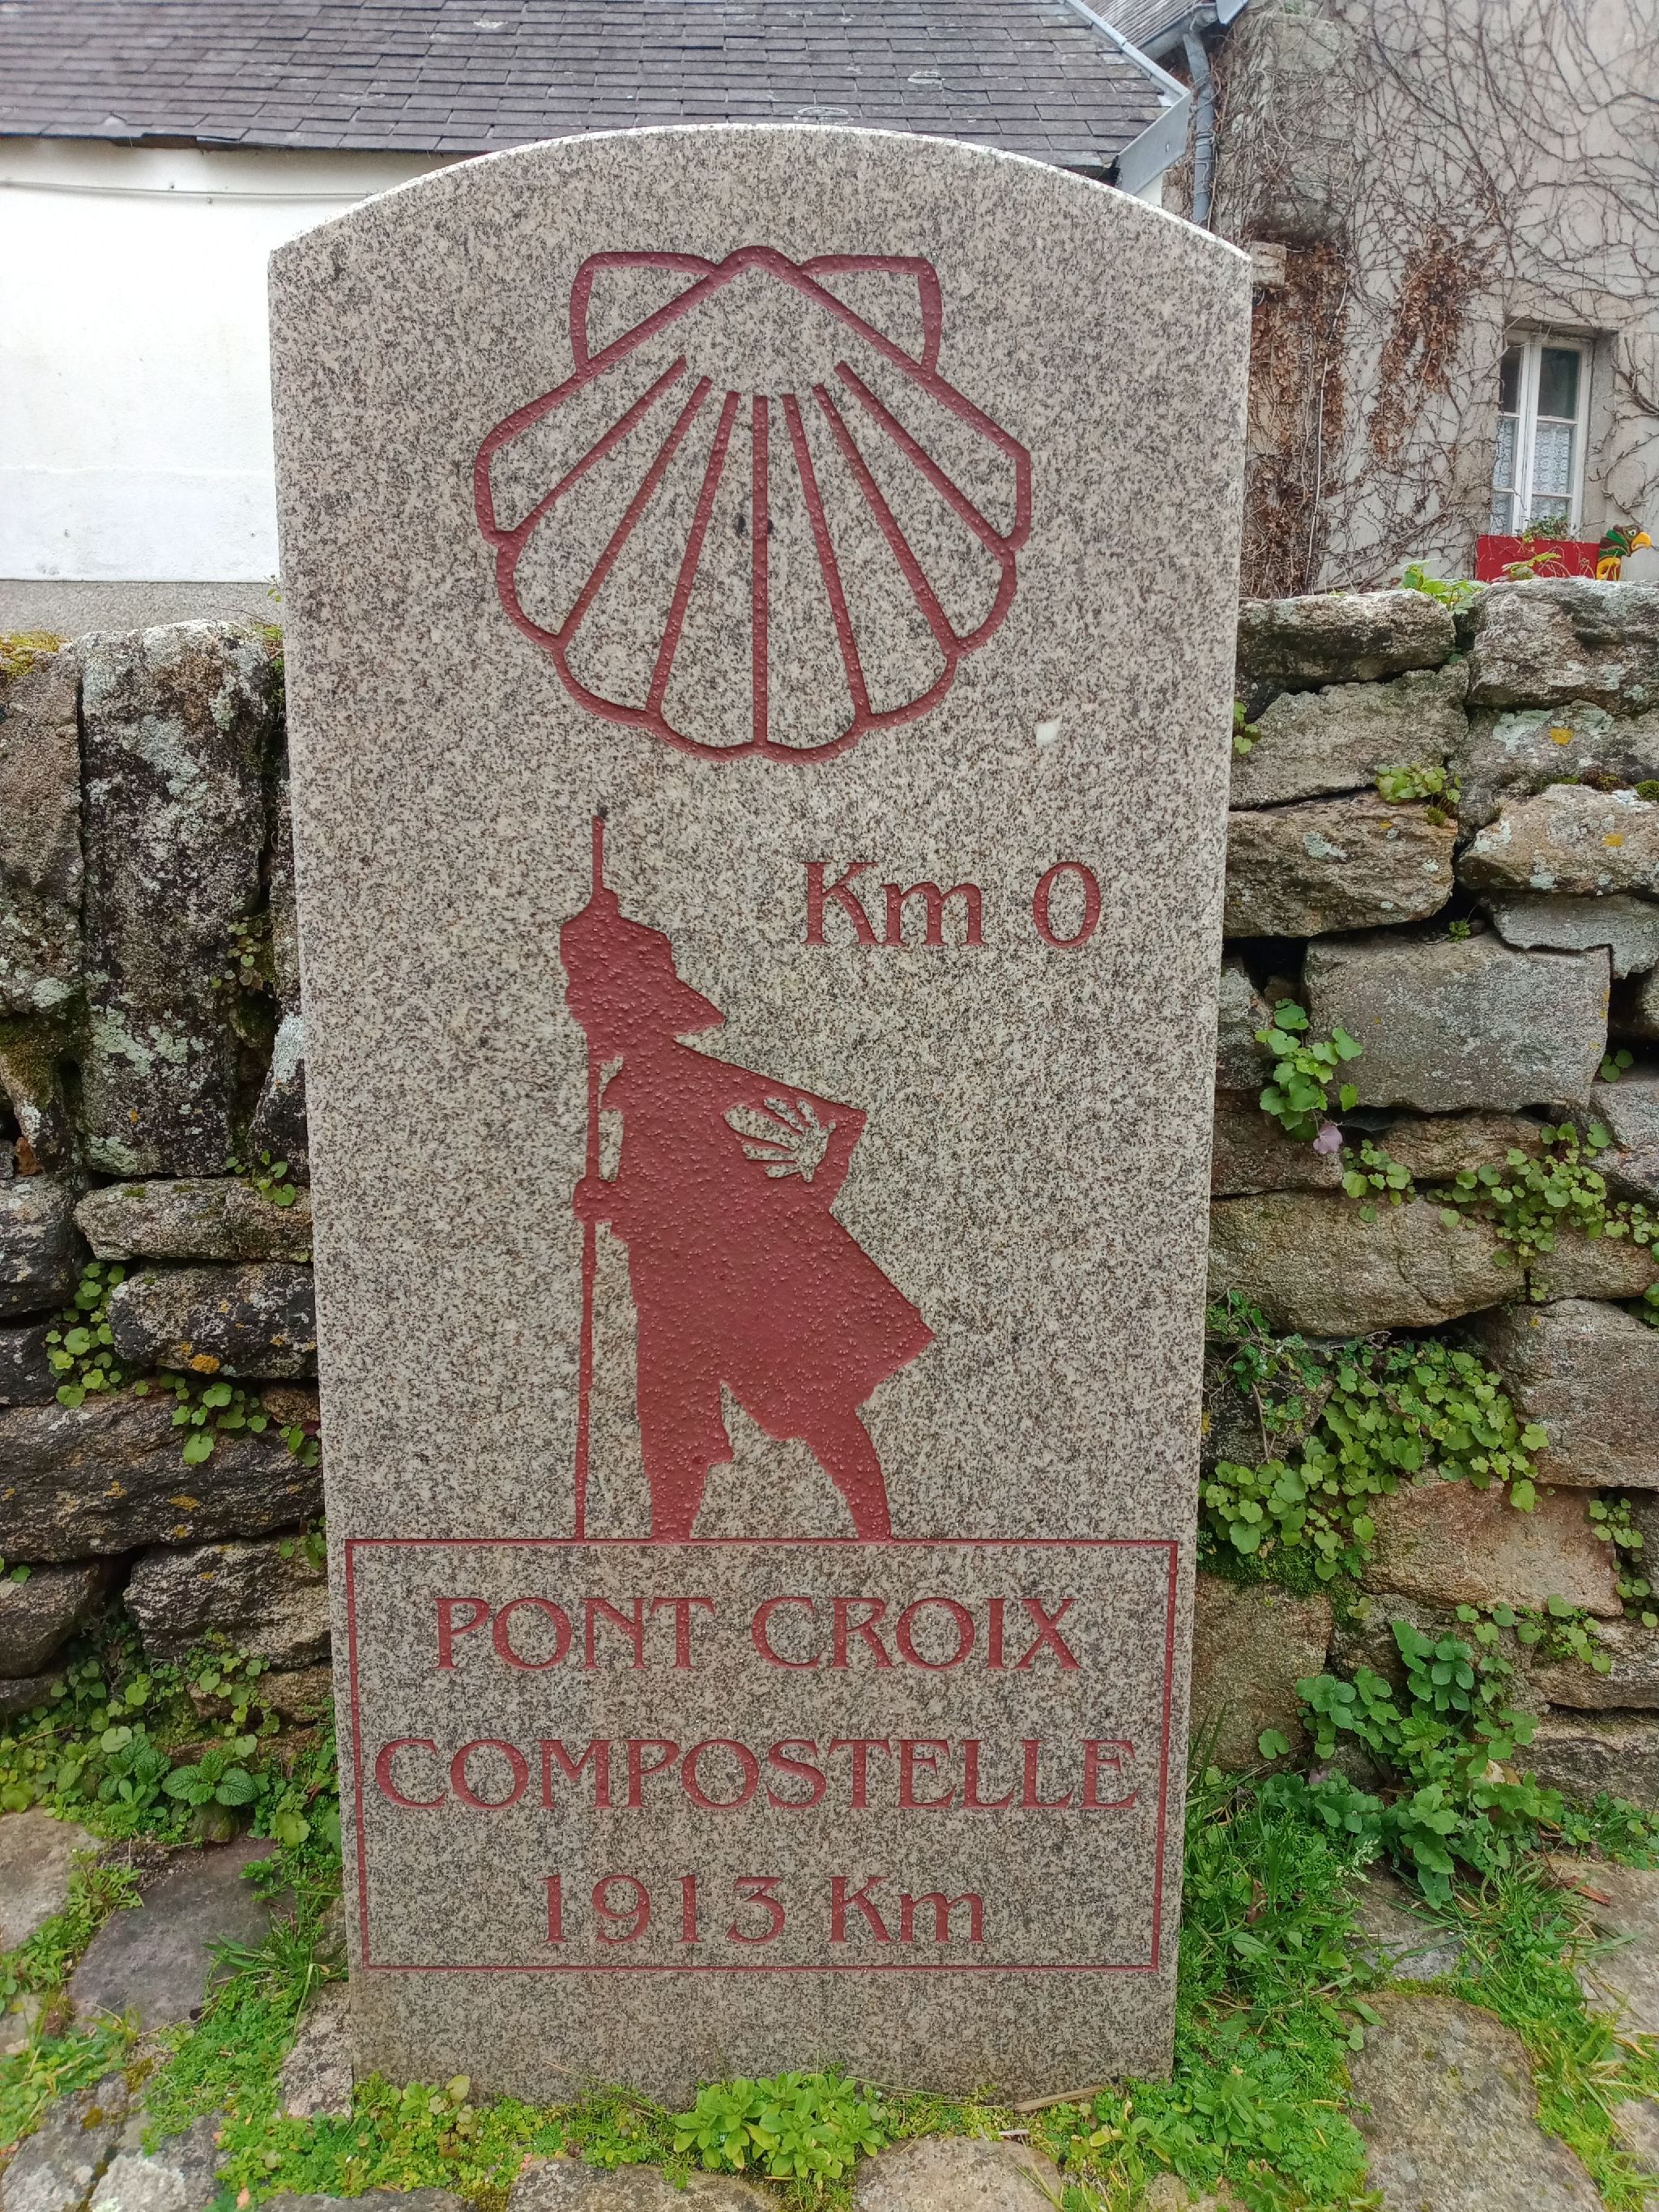 Km 0
PONT CROIX
COMPOSTELLE
1913 Km